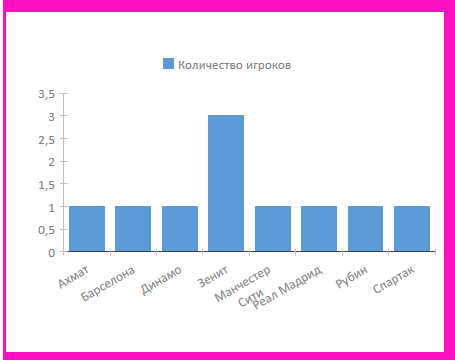 Количество игроков
3,5
3
2,5
2
1,5
1
0,5
0
Ахмат
Барселона
Динамо
Зенит
Манчестер
Сити
Реал Мадрид
Рубин
Спартак